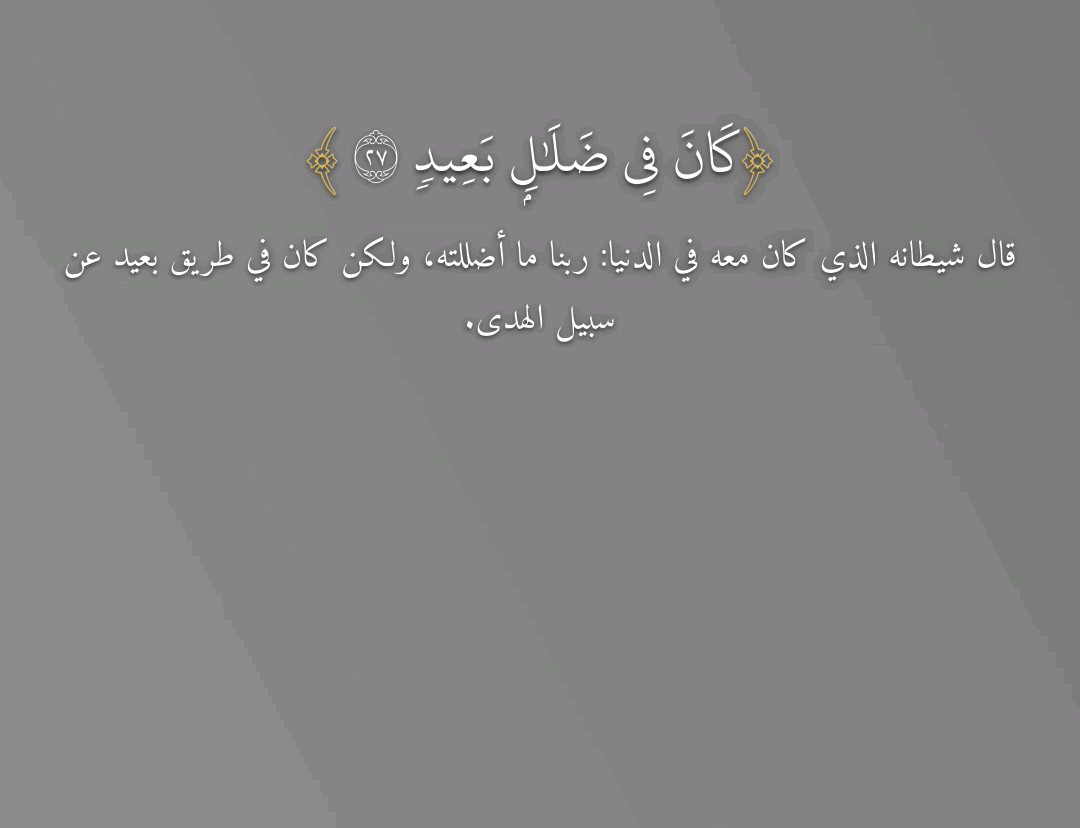 ﴿كَانَ فِى ضَلَـٰلِۭ بَعِيدٍۢ ٢٧﴾
قال شيطانه الذي كان معه في الدنيا: ربنا ما أضللته، ولكن كان في طريق بعيد عن
سبيل الهدى.